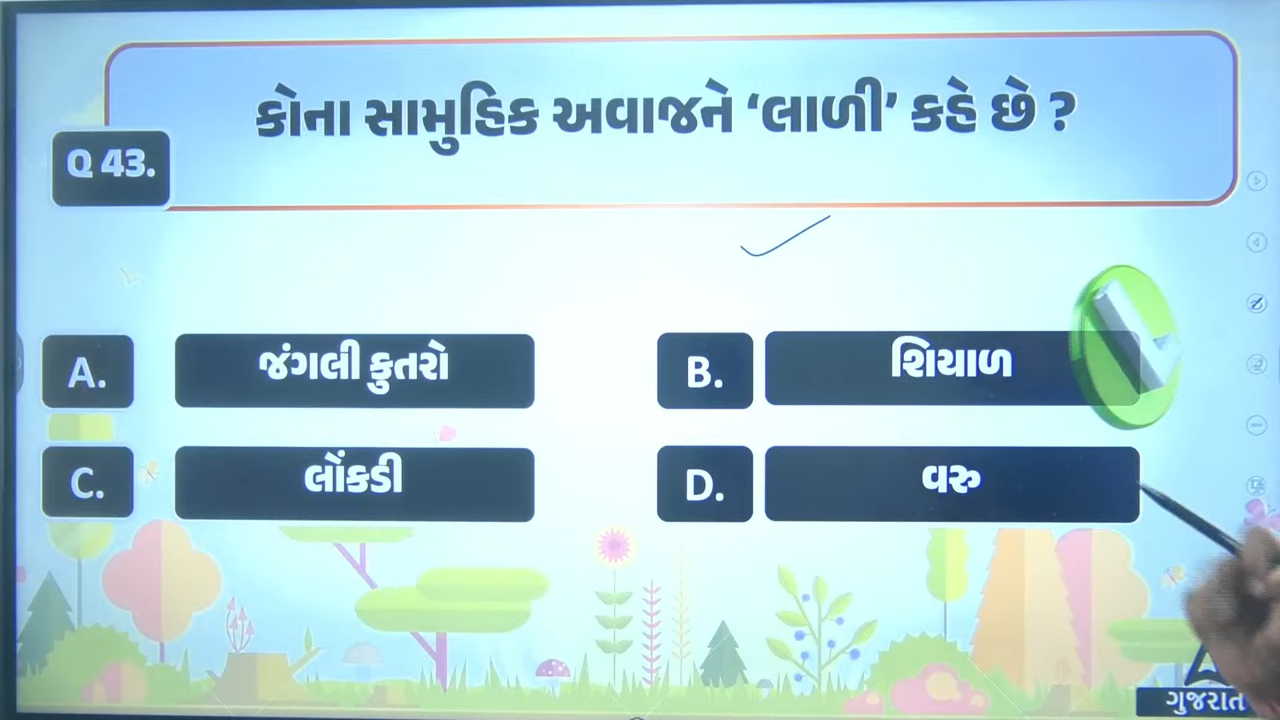 કોના સામુહિક અવાજને ‘લાળી’ કહે છે ?
Q 43.
A. જંગલી કુતરો
B. શિયાળ
C. લોંકડી
D. વરુ
ગુજરાત